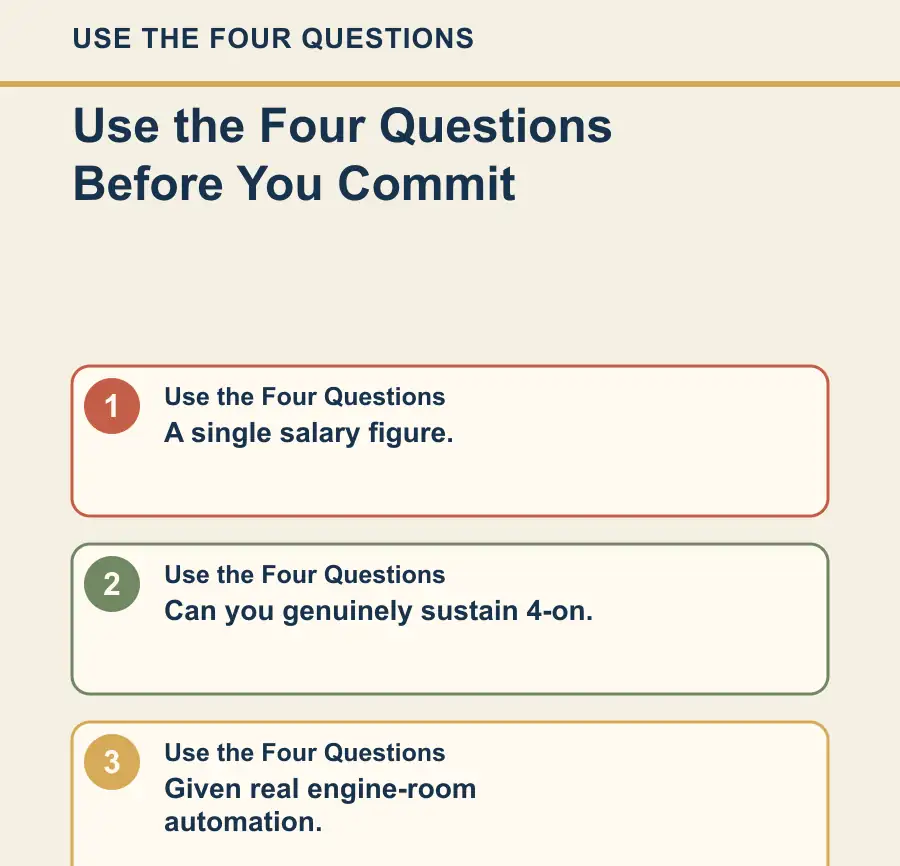 USE THE FOUR QUESTIONS
Use the Four Questions
Before You Commit
1
Use the Four Questions
A single salary figure.
2
Use the Four Questions
Can you genuinely sustain 4-on.
3
Use the Four Questions
Given real engine-room
automation.